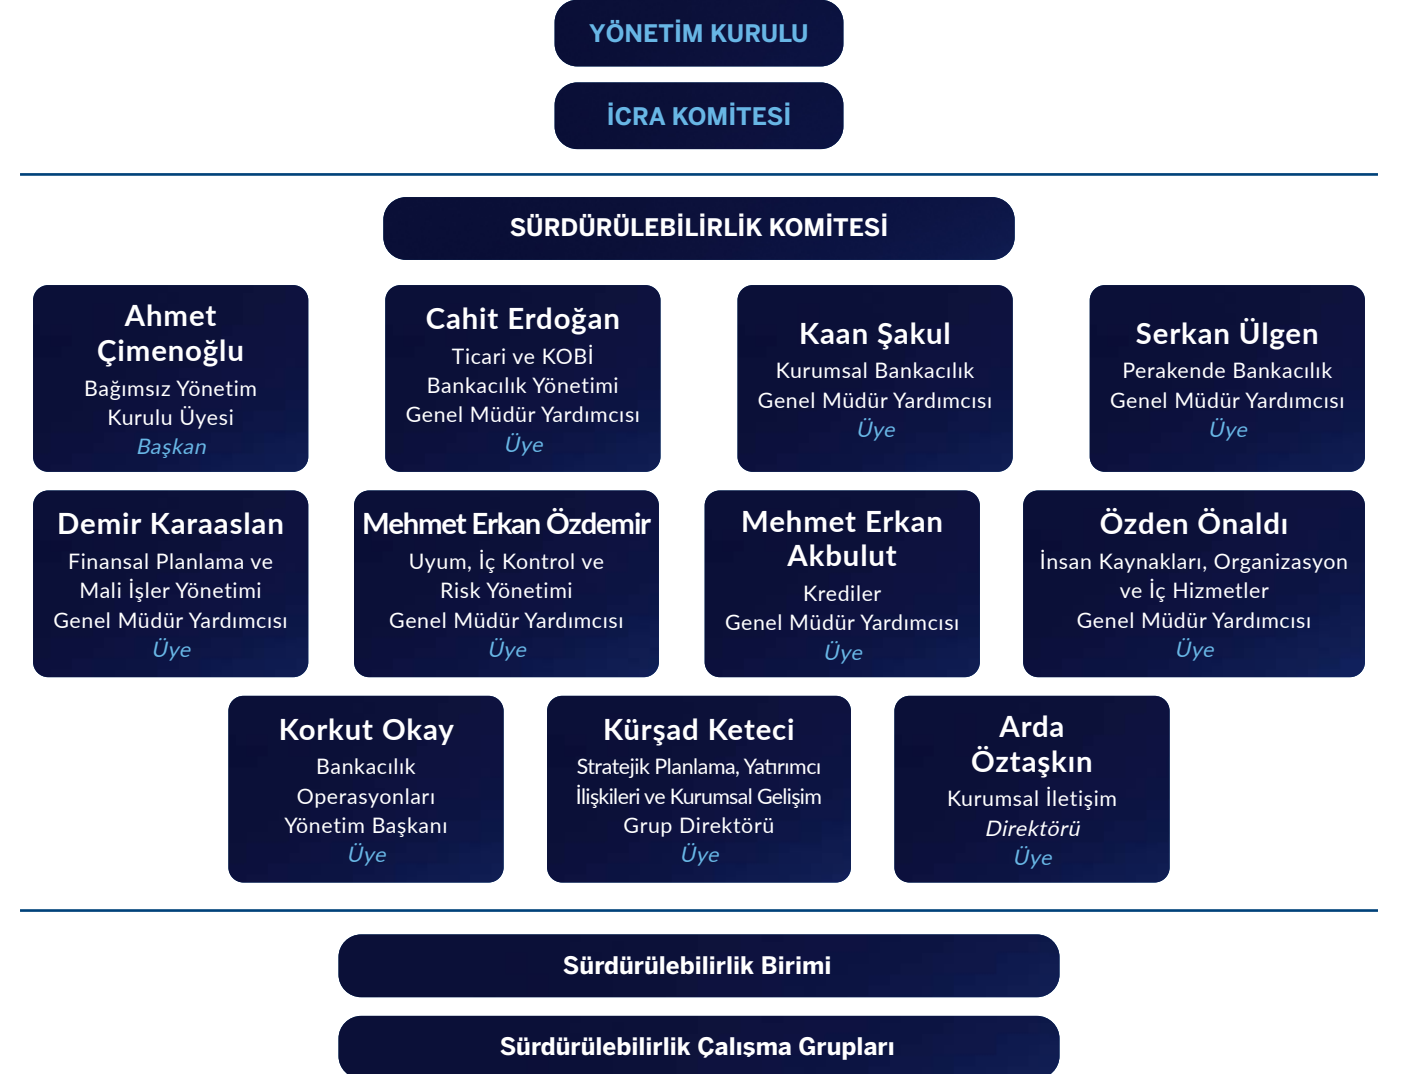 YÖNETİM KURULU
İCRA KOMİTESİ
SÜRDÜRÜLEBİLİRLİK KOMİTESİ
Ahmet
Çimenoğlu
Bağımsız Yönetim
Kurulu Üyesi
Başkan
Cahit Erdoğan
Ticari ve KOBİ
Bankacılık Yönetimi
Genel Müdür Yardımcısı
Üye
Kaan Şakul
Kurumsal Bankacılık
Genel Müdür Yardımcısı
Üye
Serkan Ülgen
Perakende Bankacılık
Genel Müdür Yardımcısı
Üye
Demir Karaaslan
Finansal Planlama ve
Mali İşler Yönetimi
Genel Müdür Yardımcısı
Üye
Mehmet Erkan Özdemir
Uyum, İç Kontrol ve
Risk Yönetimi
Genel Müdür Yardımcısı
Üye
Mehmet Erkan
Akbulut
Krediler
Genel Müdür Yardımcısı
Üye
Özden Önaldı
İnsan Kaynakları, Organizasyon
ve İç Hizmetler
Genel Müdür Yardımcısı
Üye
Korkut Okay
Bankacılık
Operasyonları
Yönetim Başkanı
Üye
Kürşad Keteci
Stratejik Planlama, Yatırımcı
İlişkileri ve Kurumsal Gelişim
Grup Direktörü
Üye
Arda
Öztaşkın
Kurumsal İletişim
Direktörü
Üye
Sürdürülebilirlik Birimi
Sürdürülebilirlik Çalışma Grupları